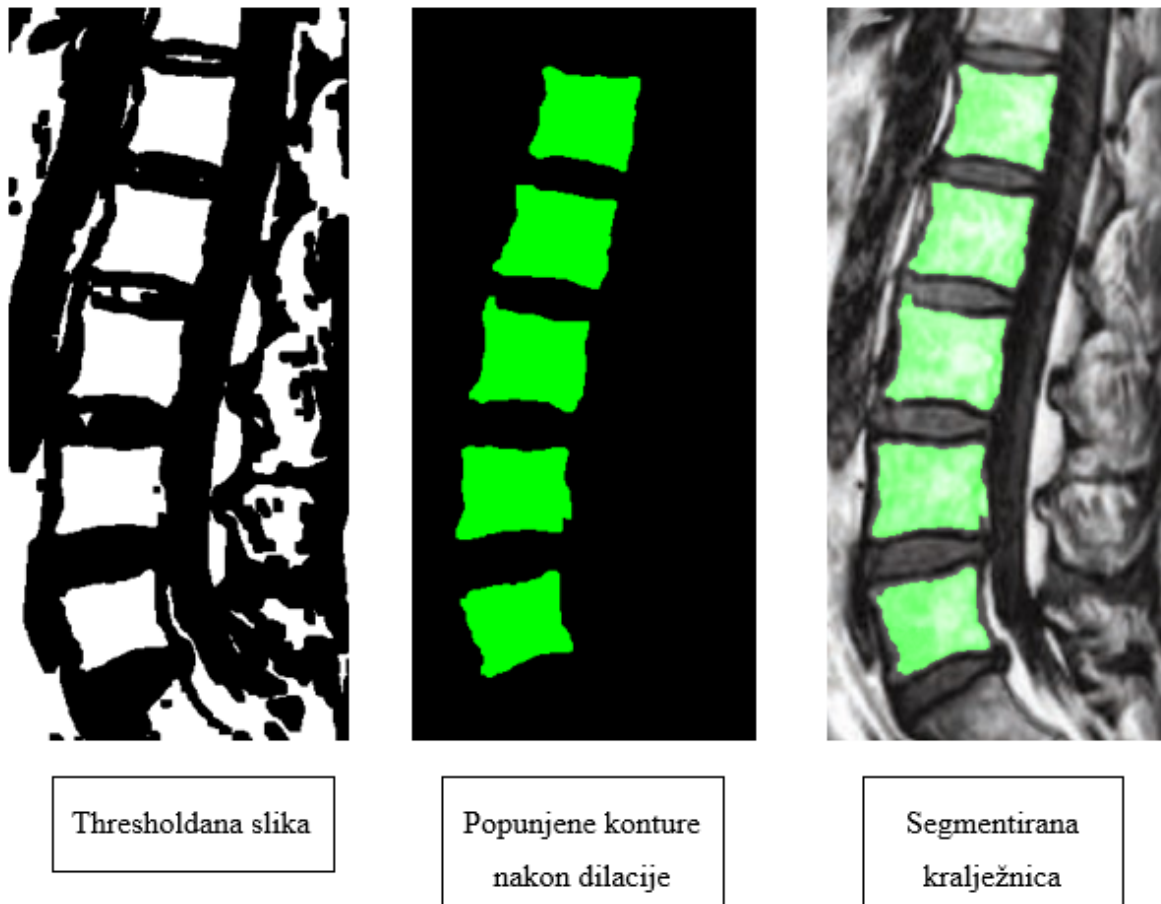 Thresholdana slika
Popunjene konture
nakon dilacije
Segmentirana
kralježnica